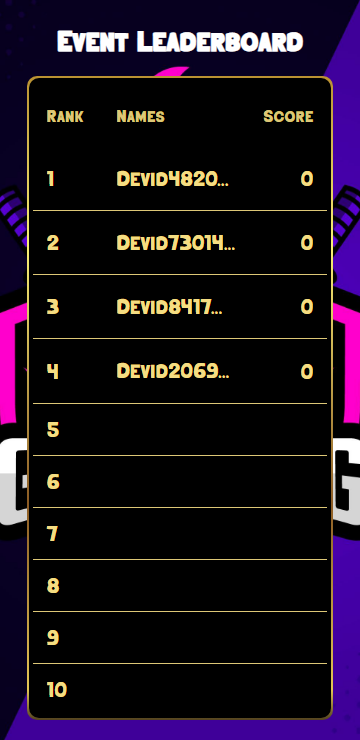 Event Leaderboard
Rank Names Score
1 Devid4820... 0
2 Devid73014... 0
3 Devid8417... 0
4 Devid2069... 0
5
6
7
8
9
10